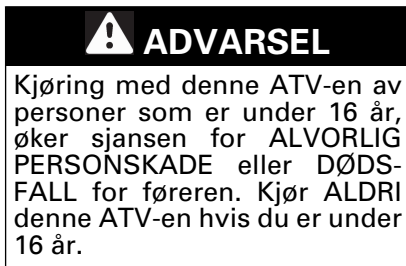 ADVARSEL
Kjøring med denne ATV-en av
personer som er under 16 år,
øker sjansen for ALVORLIG
PERSONSKADE eller DØDS-
FALL for føreren. Kjør ALDRI
denne ATV-en hvis du er under
16 år.